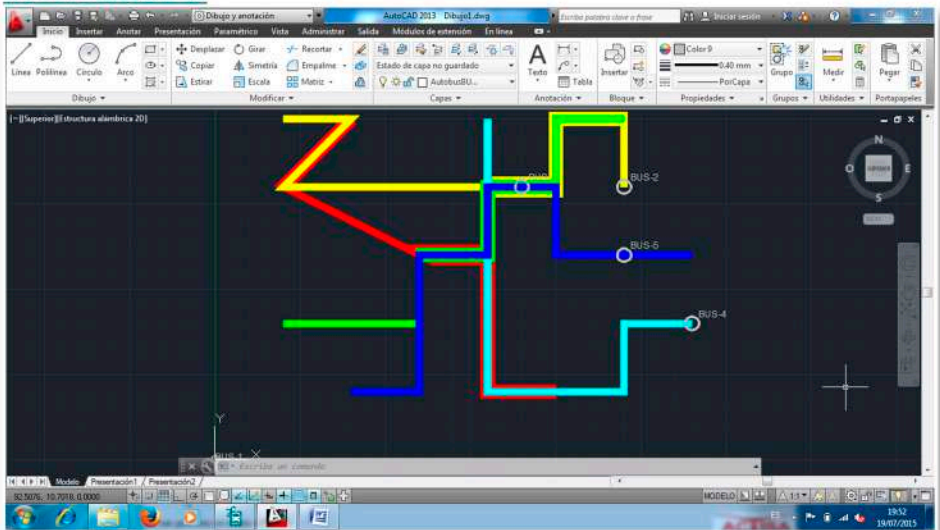 Dibujo y anotación
AutoCAD 2013 Dibujo1.dwg
Escriba palabra clave o frase
Iniciar sesión
Inicio Insertar Anotar Presentación Paramétrico Vista Administrar Salida Módulos de extensión En línea
Línea Polilínea Círculo Arco
Desplazar Girar Recortar
Copiar Simetría Empalme
Estirar Escala Matriz
Estado de capa no guardado
AutobusBU...
Texto
Tabla
Insertar
Color 9
0.40 mm
PorCapa
Grupo
Medir
Pegar
Dibujo Modificar Capas Anotación Bloque Propiedades Grupos Utilidades Portapapeles
[-][Superior][Estructura alámbrica 2D]
N
O
E
S
BUS-2
BUS-5
BUS-4
Y
X
BUS-1
Escriba un comando
Modelo Presentación1 Presentación2
92.5076, 10.7018, 0.0000
MODELO
1:1
ES
19:52
19/07/2015